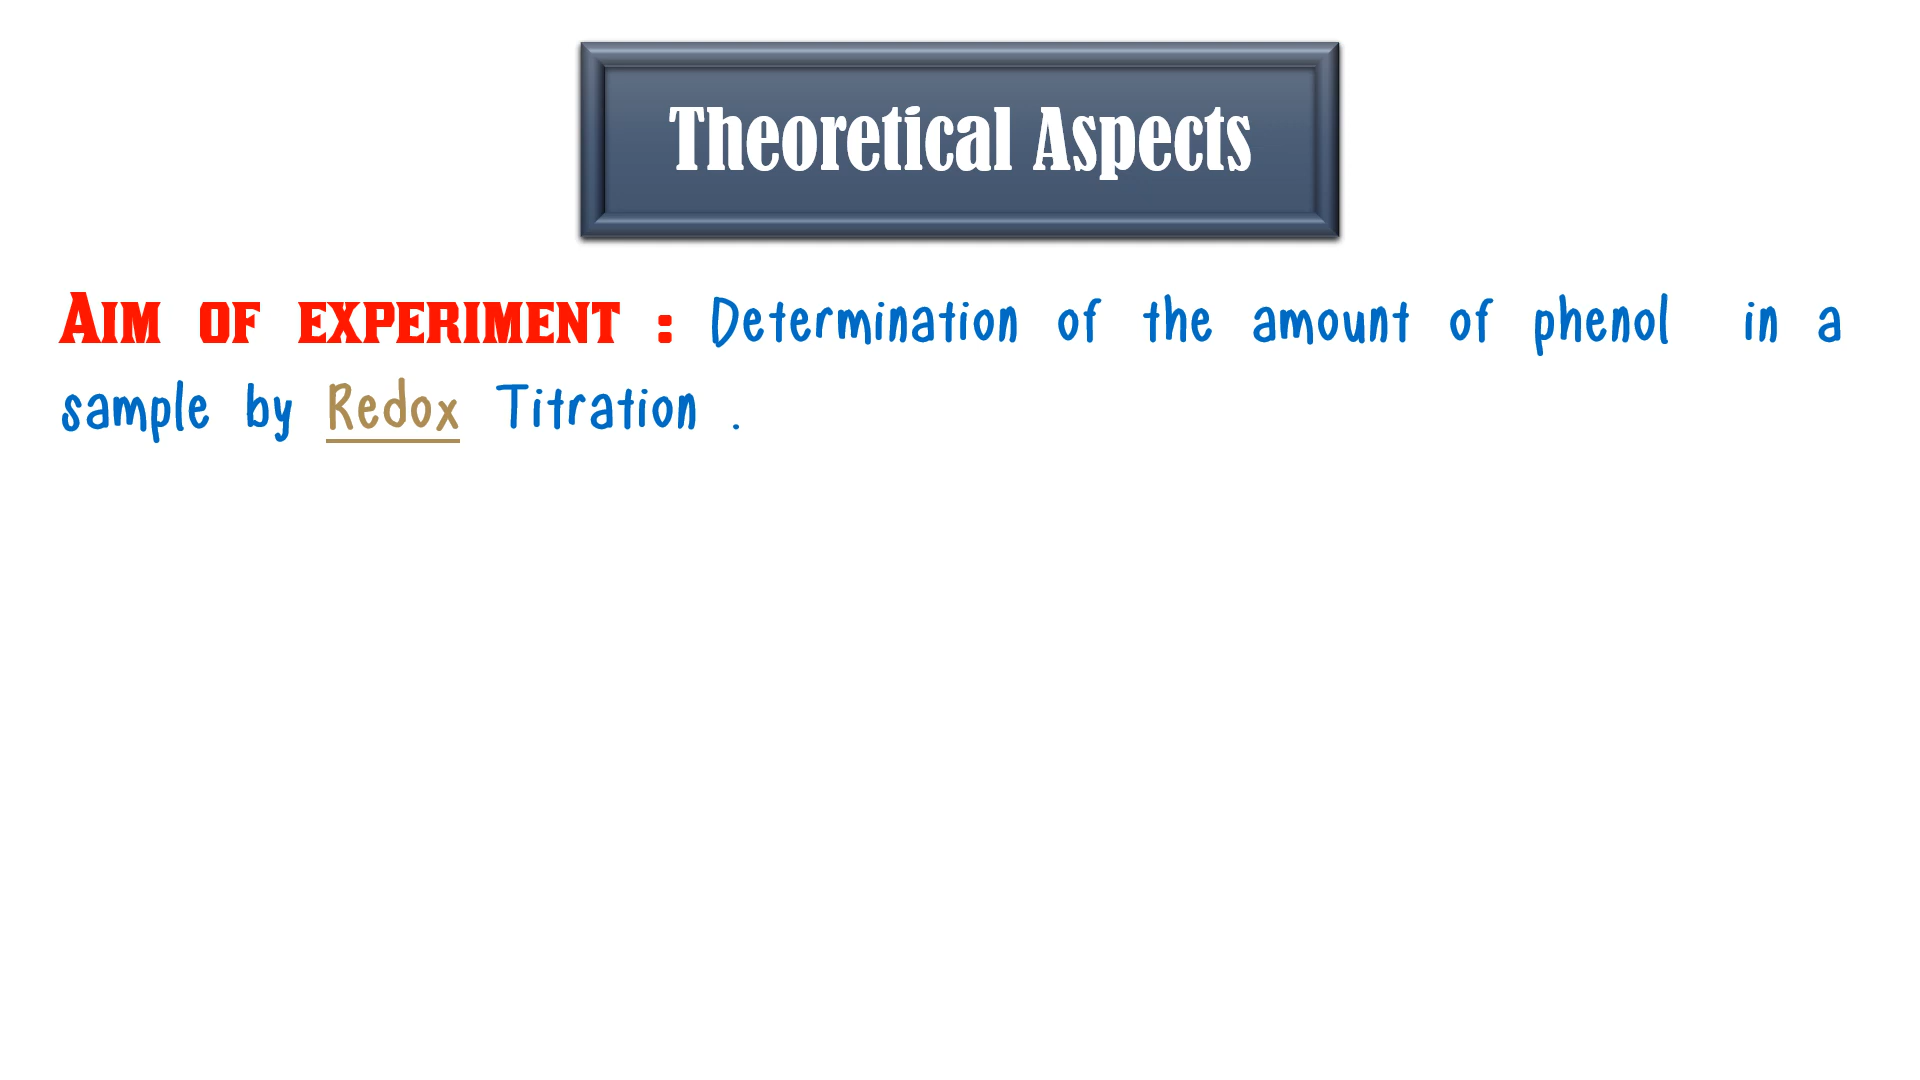 Theoretical Aspects
Aim of experiment : Determination of the amount of phenol in a
sample by Redox Titration .